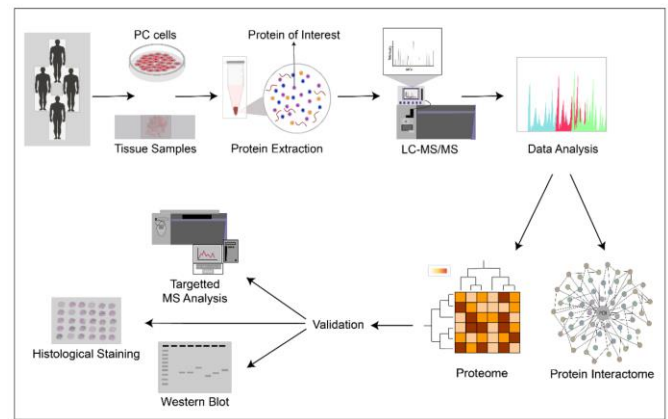 PC cells
Protein of Interest
Tissue Samples
Protein Extraction
LC-MS/MS
Data Analysis
Targetted
MS Analysis
Validation
Histological Staining
Western Blot
Proteome
Protein Interactome